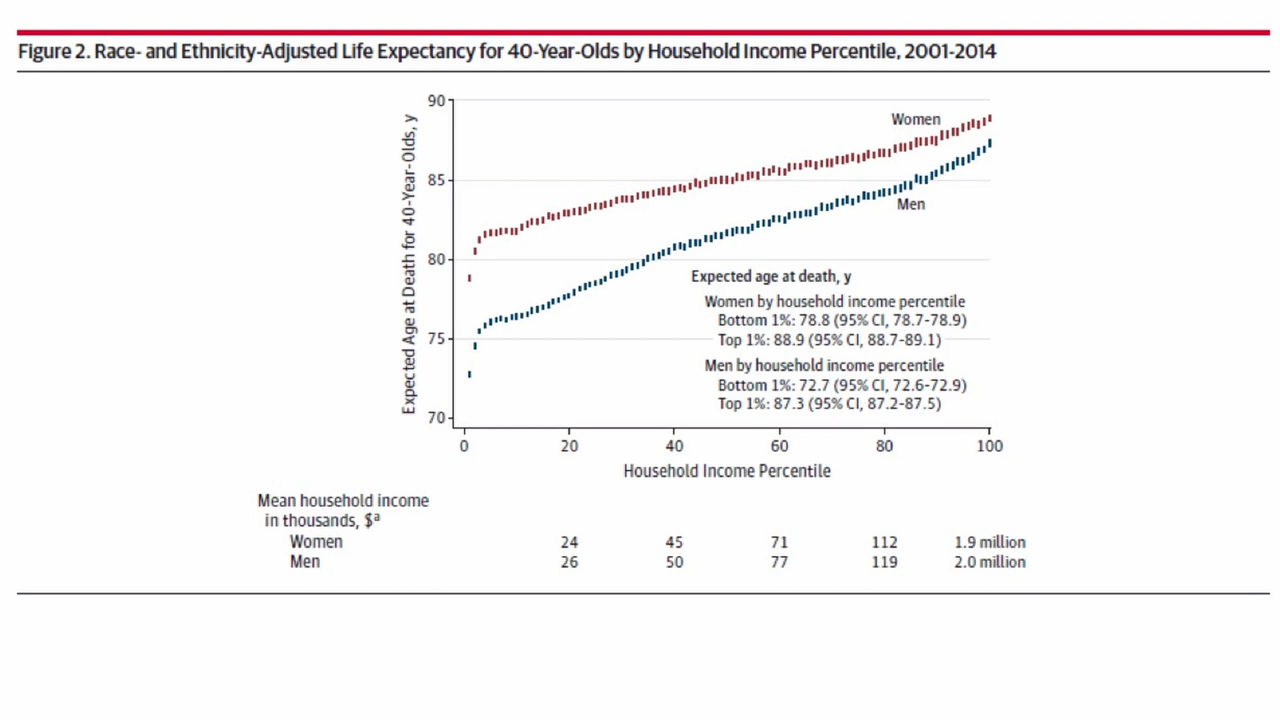 Figure 2. Race- and Ethnicity-Adjusted Life Expectancy for 40-Year-Olds by Household Income Percentile, 2001-2014
Expected Age at Death for 40-Year-Olds, y
90
85
80
75
70
Women
Men
Expected age at death, y
Women by household income percentile
Bottom 1%: 78.8 (95% CI, 78.7-78.9)
Top 1%: 88.9 (95% CI, 88.7-89.1)
Men by household income percentile
Bottom 1%: 72.7 (95% CI, 72.6-72.9)
Top 1%: 87.3 (95% CI, 87.2-87.5)
0 20 40 60 80 100
Household Income Percentile
Mean household income
in thousands, $a
Women 24 45 71 112 1.9 million
Men 26 50 77 119 2.0 million